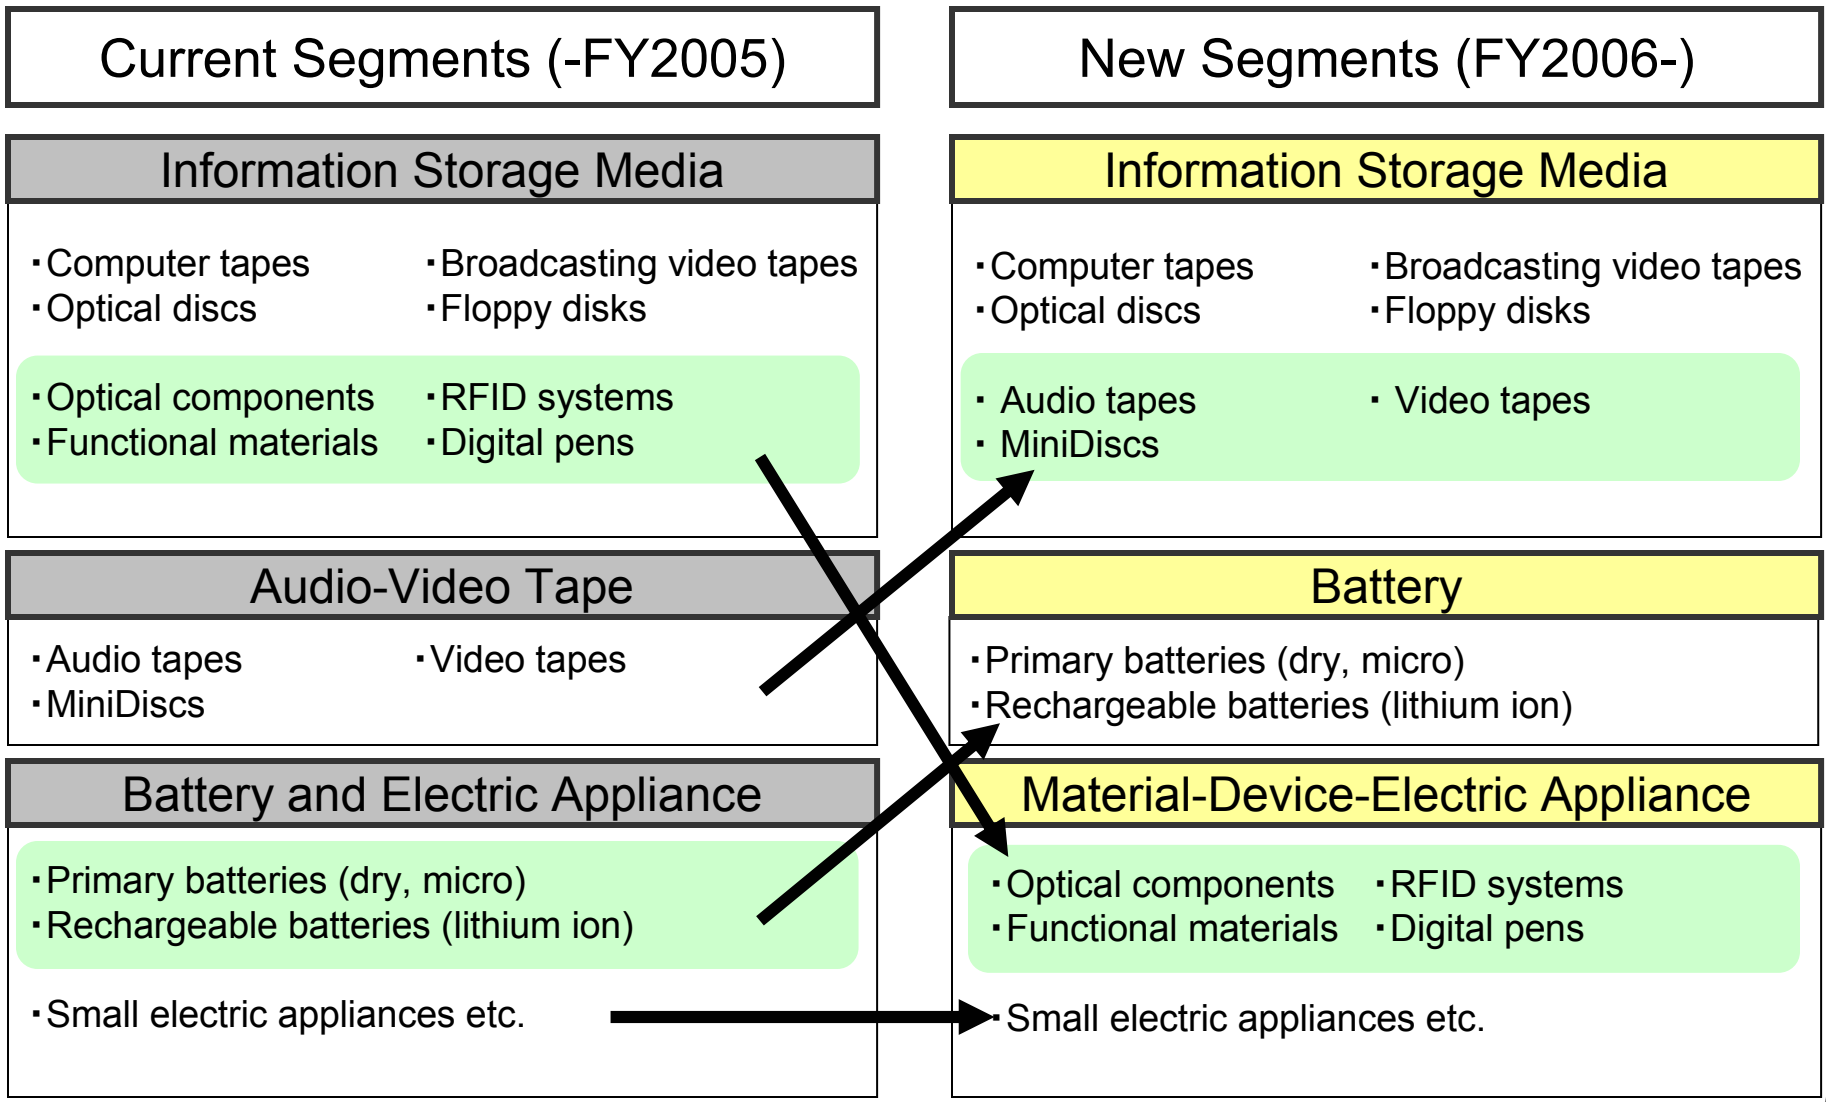 Current Segments (-FY2005)
Information Storage Media
・Computer tapes ・Broadcasting video tapes
・Optical discs ・Floppy disks
・Optical components ・RFID systems
・Functional materials ・Digital pens
Audio-Video Tape
・Audio tapes ・Video tapes
・MiniDiscs
Battery and Electric Appliance
・Primary batteries (dry, micro)
・Rechargeable batteries (lithium ion)
・Small electric appliances etc.
New Segments (FY2006-)
Information Storage Media
・Computer tapes ・Broadcasting video tapes
・Optical discs ・Floppy disks
・ Audio tapes ・ Video tapes
・ MiniDiscs
Battery
・Primary batteries (dry, micro)
・Rechargeable batteries (lithium ion)
Material-Device-Electric Appliance
・Optical components ・RFID systems
・Functional materials ・Digital pens
・Small electric appliances etc.